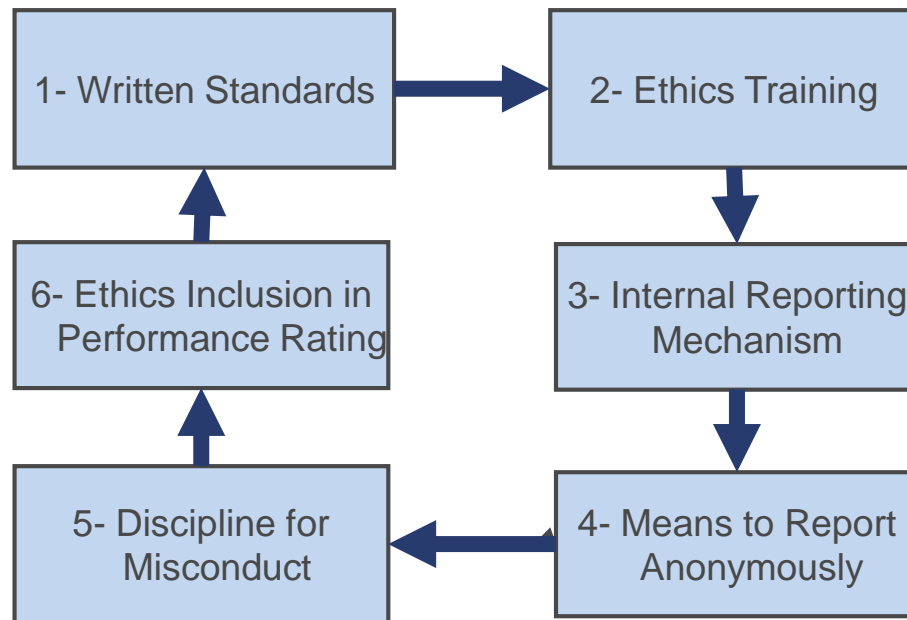 1- Written Standards
2- Ethics Training
3- Internal Reporting
Mechanism
4- Means to Report
Anonymously
5- Discipline for
Misconduct
6- Ethics Inclusion in
Performance Rating